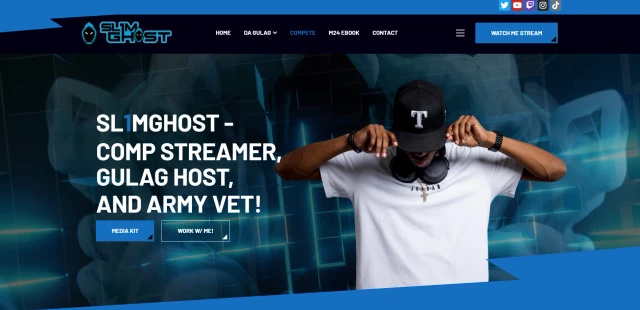 SL1M
GHOST
HOME DA GULAG COMPETE M24 EBOOK CONTACT
WATCH ME STREAM
SL1MGHOST -
COMP STREAMER,
GULAG HOST,
AND ARMY VET!
MEDIA KIT
WORK W/ ME!
T